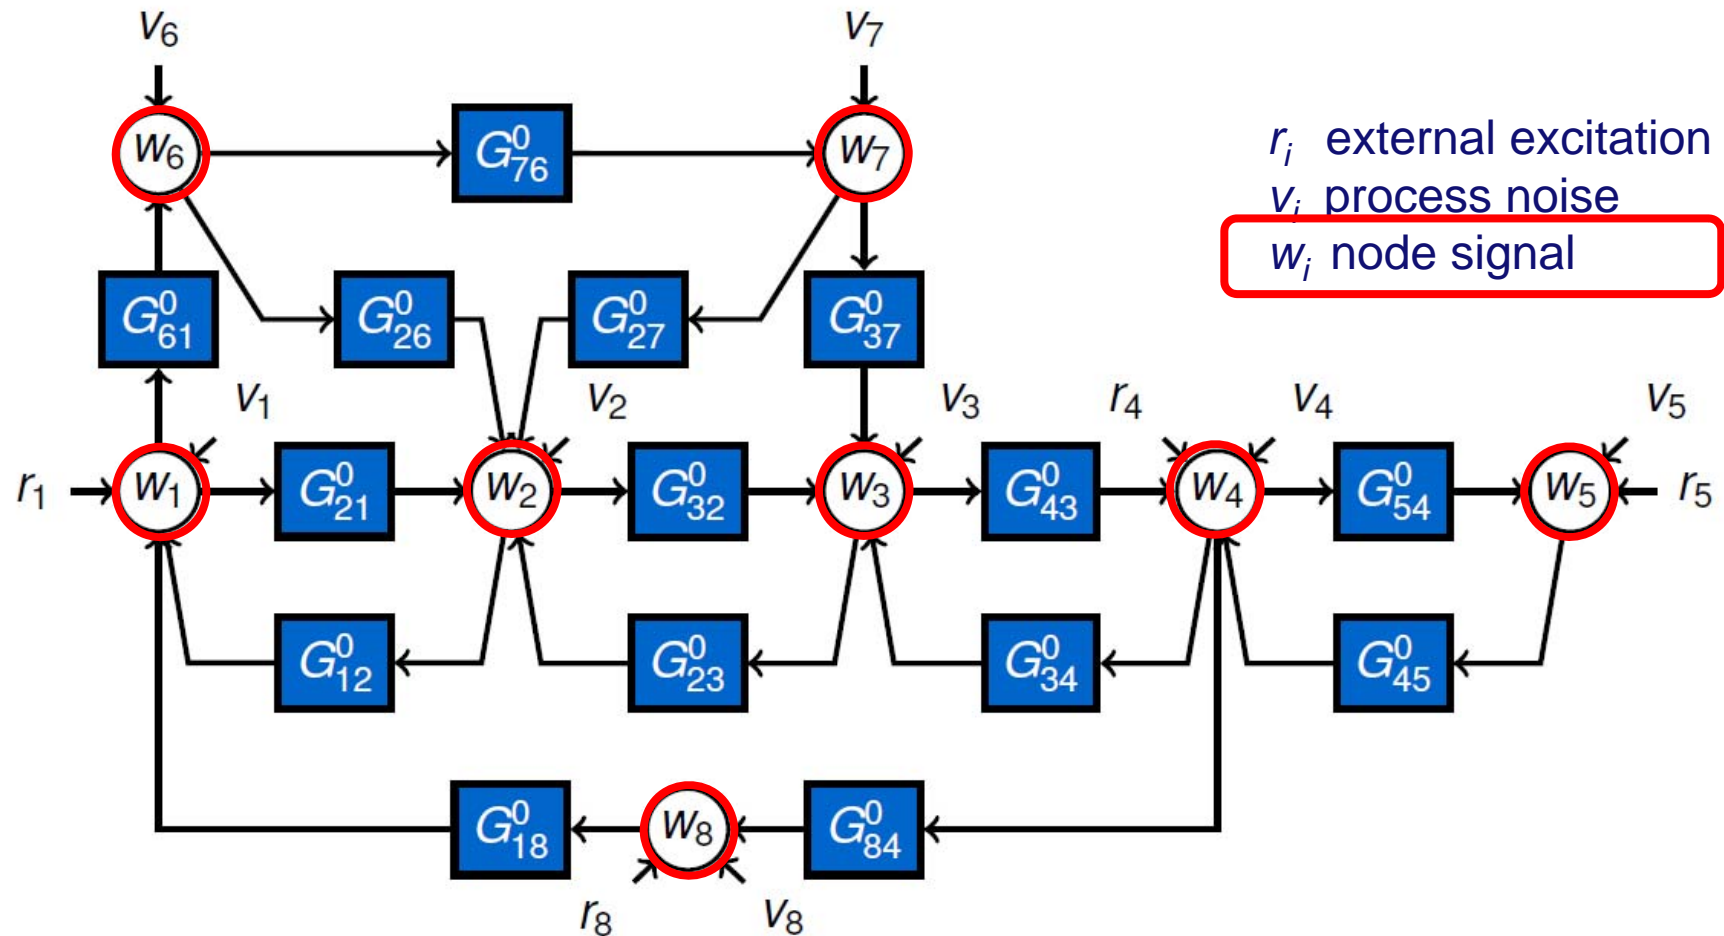 v₆
v₇
w₆
G⁰₇₆
w₇
rᵢ external excitation
vᵢ process noise
wᵢ node signal
G⁰₆₁
G⁰₂₆
G⁰₂₇
G⁰₃₇
v₁
v₂
v₃
r₄
v₄
v₅
r₁
w₁
G⁰₂₁
w₂
G⁰₃₂
w₃
G⁰₄₃
w₄
G⁰₅₄
w₅
r₅
G⁰₁₂
G⁰₂₃
G⁰₃₄
G⁰₄₅
G⁰₁₈
w₈
G⁰₈₄
r₈
v₈